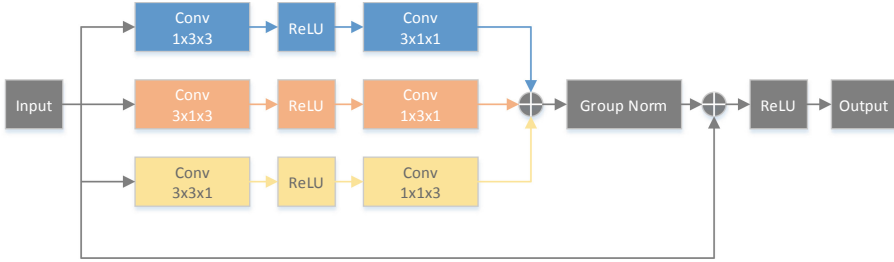 Conv
1x3x3
ReLU
Conv
3x1x1
Input
Conv
3x1x3
ReLU
Conv
1x3x1
Group Norm
ReLU
Output
Conv
3x3x1
ReLU
Conv
1x1x3